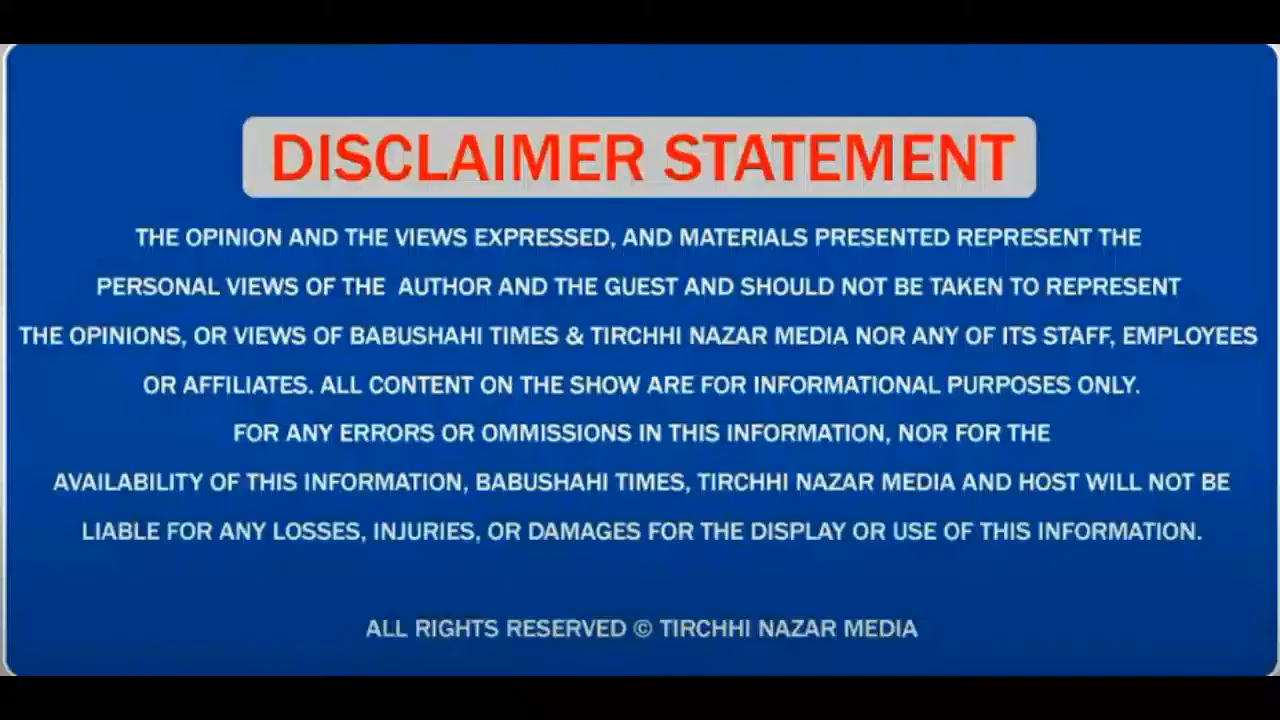 DISCLAIMER STATEMENT
THE OPINION AND THE VIEWS EXPRESSED, AND MATERIALS PRESENTED REPRESENT THE
PERSONAL VIEWS OF THE AUTHOR AND THE GUEST AND SHOULD NOT BE TAKEN TO REPRESENT
THE OPINIONS, OR VIEWS OF BABUSHAHI TIMES & TIRCHHI NAZAR MEDIA NOR ANY OF ITS STAFF, EMPLOYEES
OR AFFILIATES. ALL CONTENT ON THE SHOW ARE FOR INFORMATIONAL PURPOSES ONLY.
FOR ANY ERRORS OR OMMISSIONS IN THIS INFORMATION, NOR FOR THE
AVAILABILITY OF THIS INFORMATION, BABUSHAHI TIMES, TIRCHHI NAZAR MEDIA AND HOST WILL NOT BE
LIABLE FOR ANY LOSSES, INJURIES, OR DAMAGES FOR THE DISPLAY OR USE OF THIS INFORMATION.
ALL RIGHTS RESERVED © TIRCHHI NAZAR MEDIA